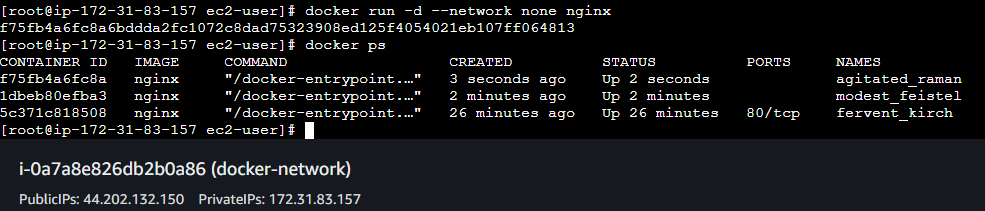 [root@ip-172-31-83-157 ec2-user]# docker run -d --network none nginx
f75fb4a6fc8a6bddda2fc1072c8dad75323908ed125f4054021eb107ff064813
[root@ip-172-31-83-157 ec2-user]# docker ps
CONTAINER ID   IMAGE     COMMAND                  CREATED          STATUS          PORTS     NAMES
f75fb4a6fc8a   nginx     "/docker-entrypoint.…"   3 seconds ago    Up 2 seconds              agitated_raman
1dbeb80efba3   nginx     "/docker-entrypoint.…"   2 minutes ago    Up 2 minutes              modest_feistel
5c371c818508   nginx     "/docker-entrypoint.…"   26 minutes ago   Up 26 minutes   80/tcp    fervent_kirch
[root@ip-172-31-83-157 ec2-user]#
i-0a7a8e826db2b0a86 (docker-network)
PublicIPs: 44.202.132.150   PrivateIPs: 172.31.83.157